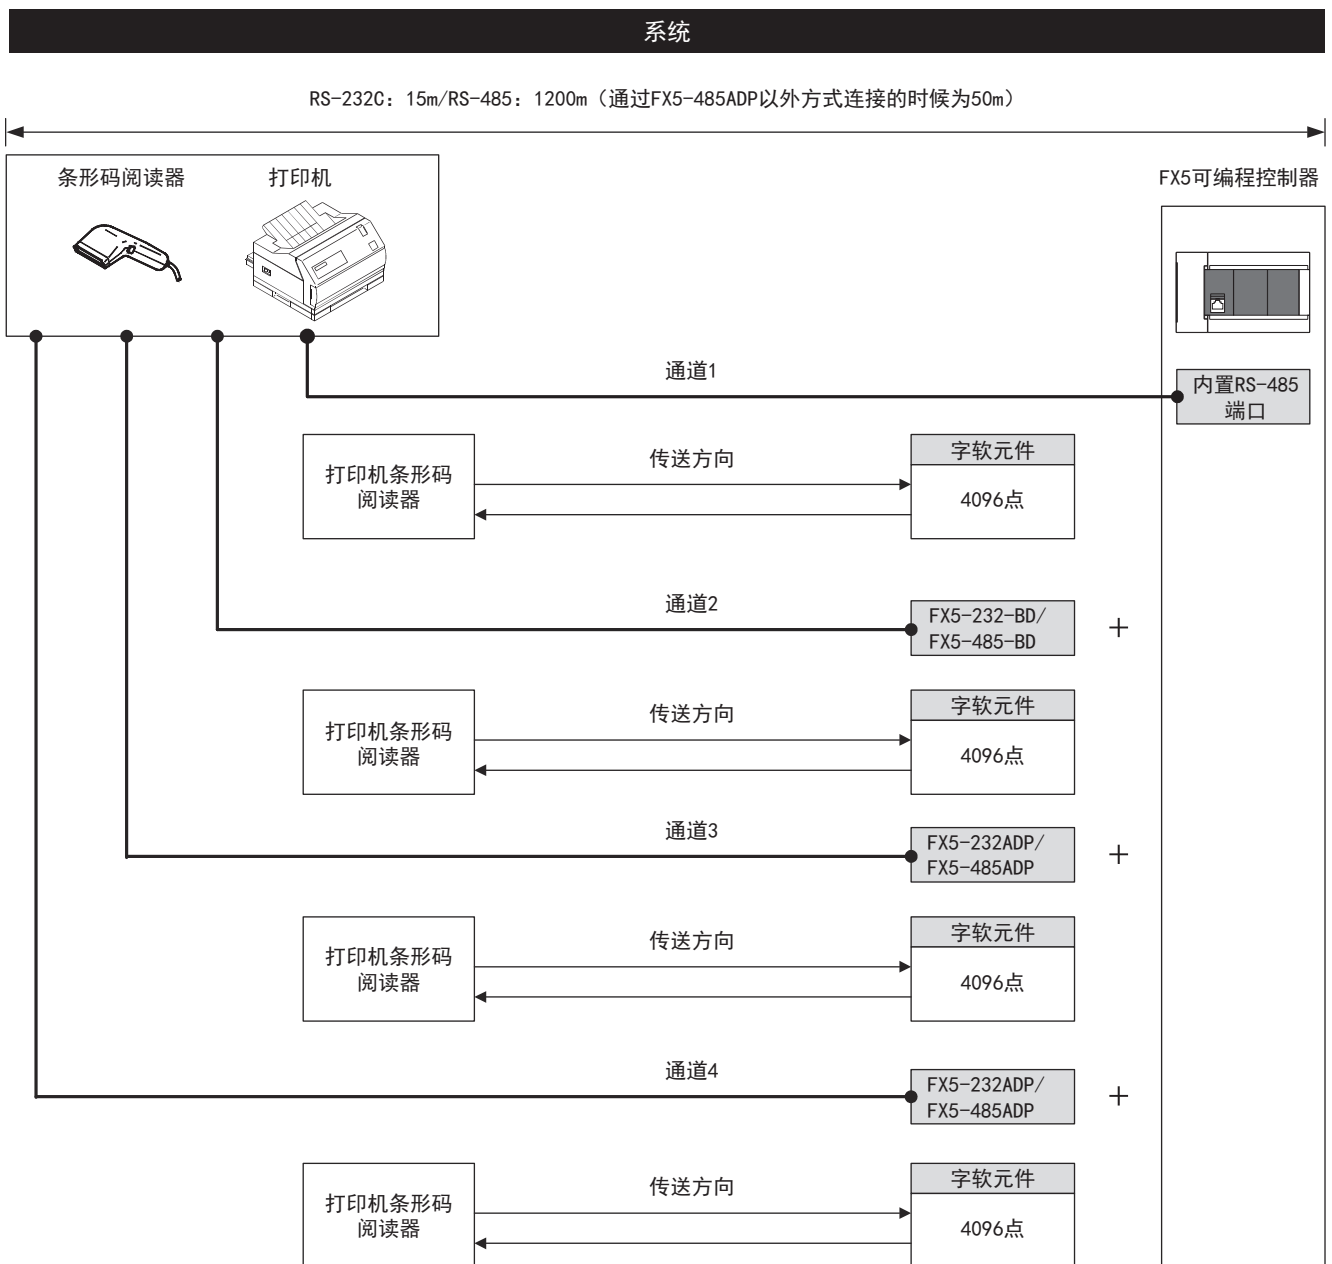 系统
RS-232C：15m/RS-485：1200m（通过FX5-485ADP以外方式连接的时候为50m）
条形码阅读器
打印机
FX5可编程控制器
通道1
内置RS-485
端口
打印机条形码
阅读器
传送方向
字软元件
4096点
通道2
FX5-232-BD/
FX5-485-BD
+
打印机条形码
阅读器
传送方向
字软元件
4096点
通道3
FX5-232ADP/
FX5-485ADP
+
打印机条形码
阅读器
传送方向
字软元件
4096点
通道4
FX5-232ADP/
FX5-485ADP
+
打印机条形码
阅读器
传送方向
字软元件
4096点